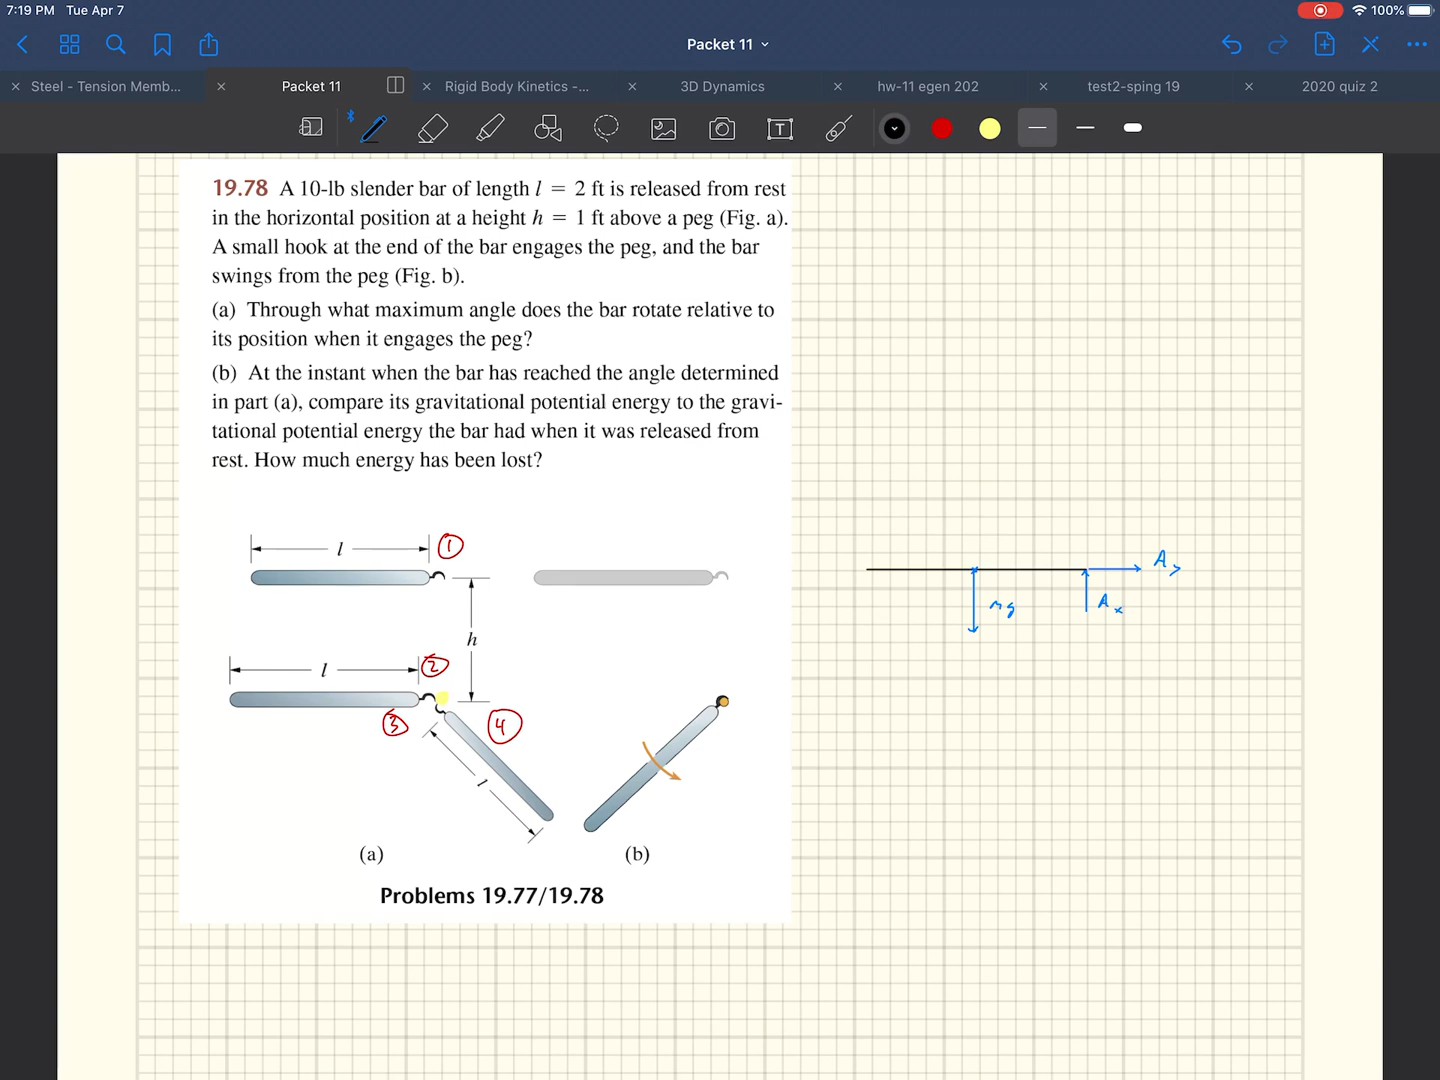 7:19 PM Tue Apr 7
100%
Packet 11
Steel - Tension Memb...
Packet 11
Rigid Body Kinetics -...
3D Dynamics
hw-11 egen 202
test2-sping 19
2020 quiz 2
T
19.78 A 10-lb slender bar of length l = 2 ft is released from rest
in the horizontal position at a height h = 1 ft above a peg (Fig. a).
A small hook at the end of the bar engages the peg, and the bar
swings from the peg (Fig. b).
(a) Through what maximum angle does the bar rotate relative to
its position when it engages the peg?
(b) At the instant when the bar has reached the angle determined
in part (a), compare its gravitational potential energy to the gravi-
tational potential energy the bar had when it was released from
rest. How much energy has been lost?
l
1
h
l
2
3
4
l
(a)
(b)
Problems 19.77/19.78
Ay
mg
Ax